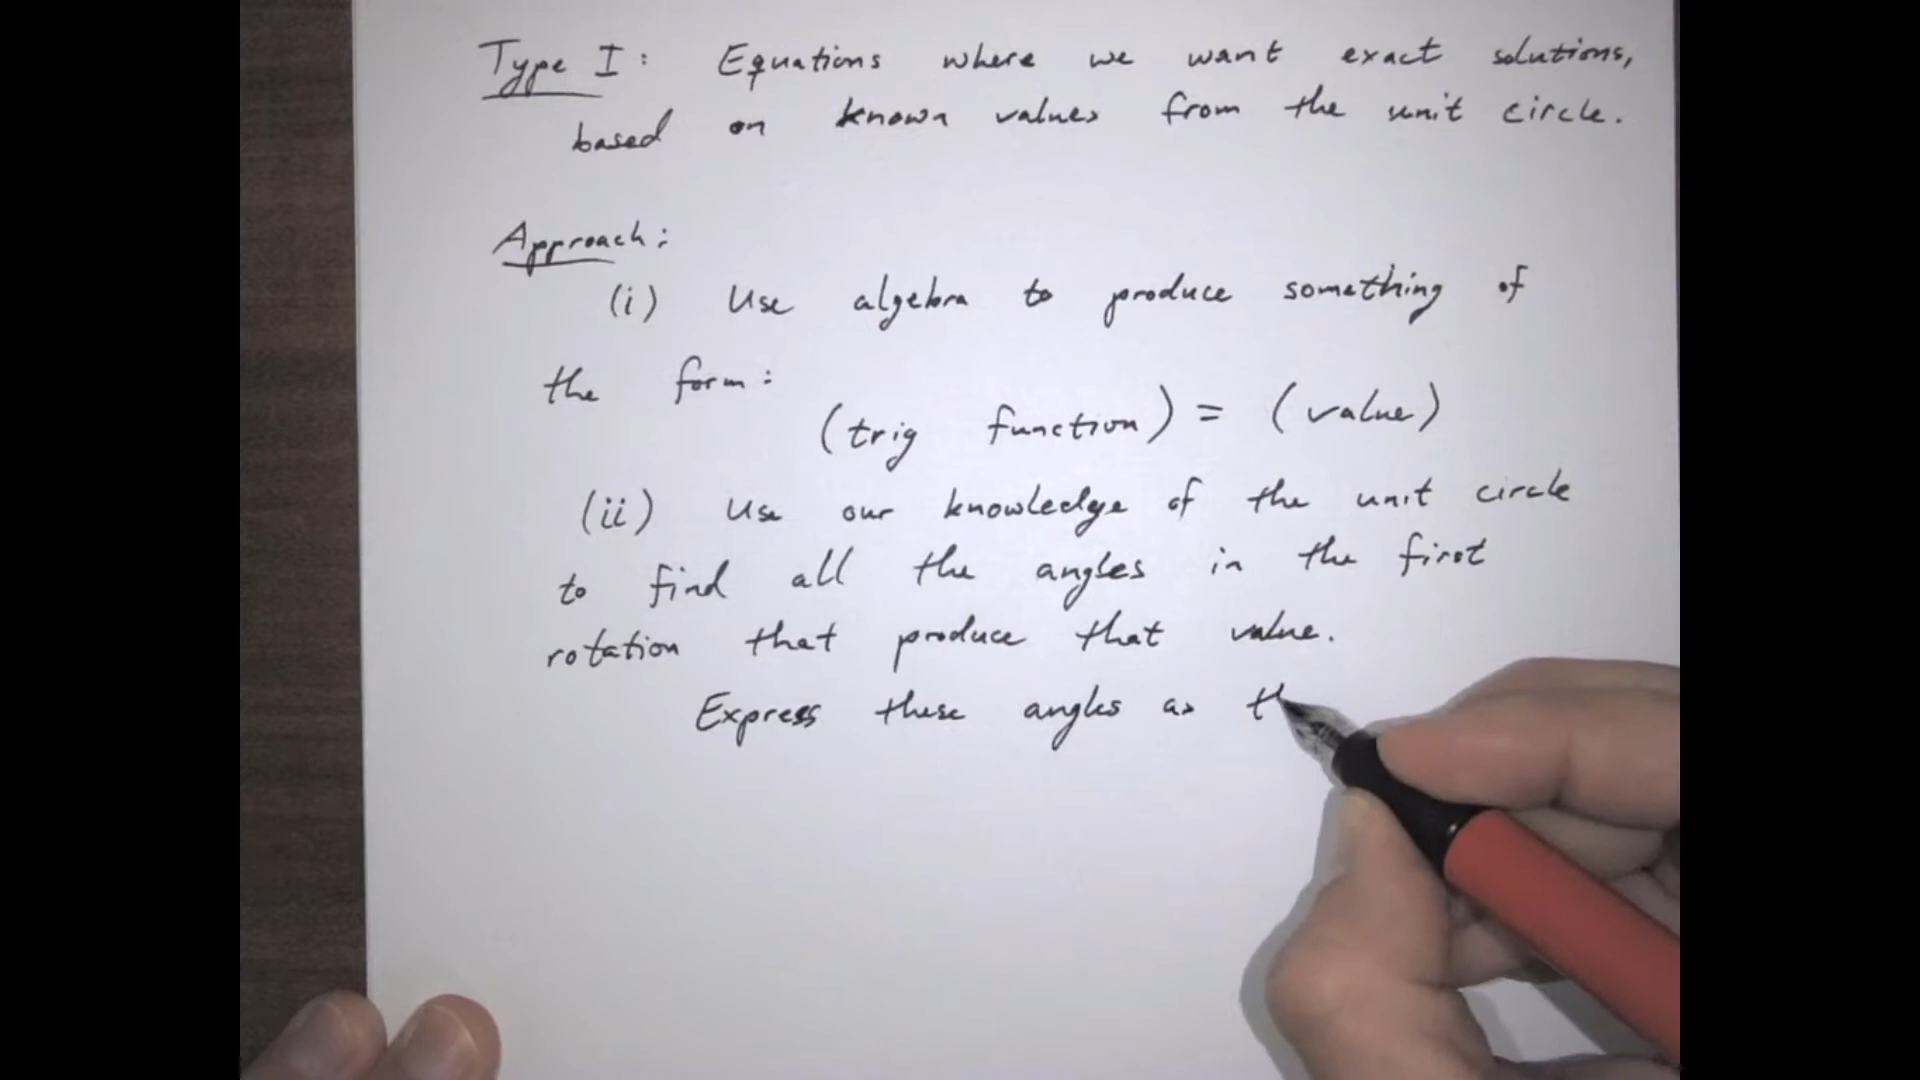 Type I: Equations where we want exact solutions,
based on known values from the unit circle.
Approach:
(i) Use algebra to produce something of
the form:
(trig function) = (value)
(ii) Use our knowledge of the unit circle
to find all the angles in the first
rotation that produce that value.
Express these angles as th